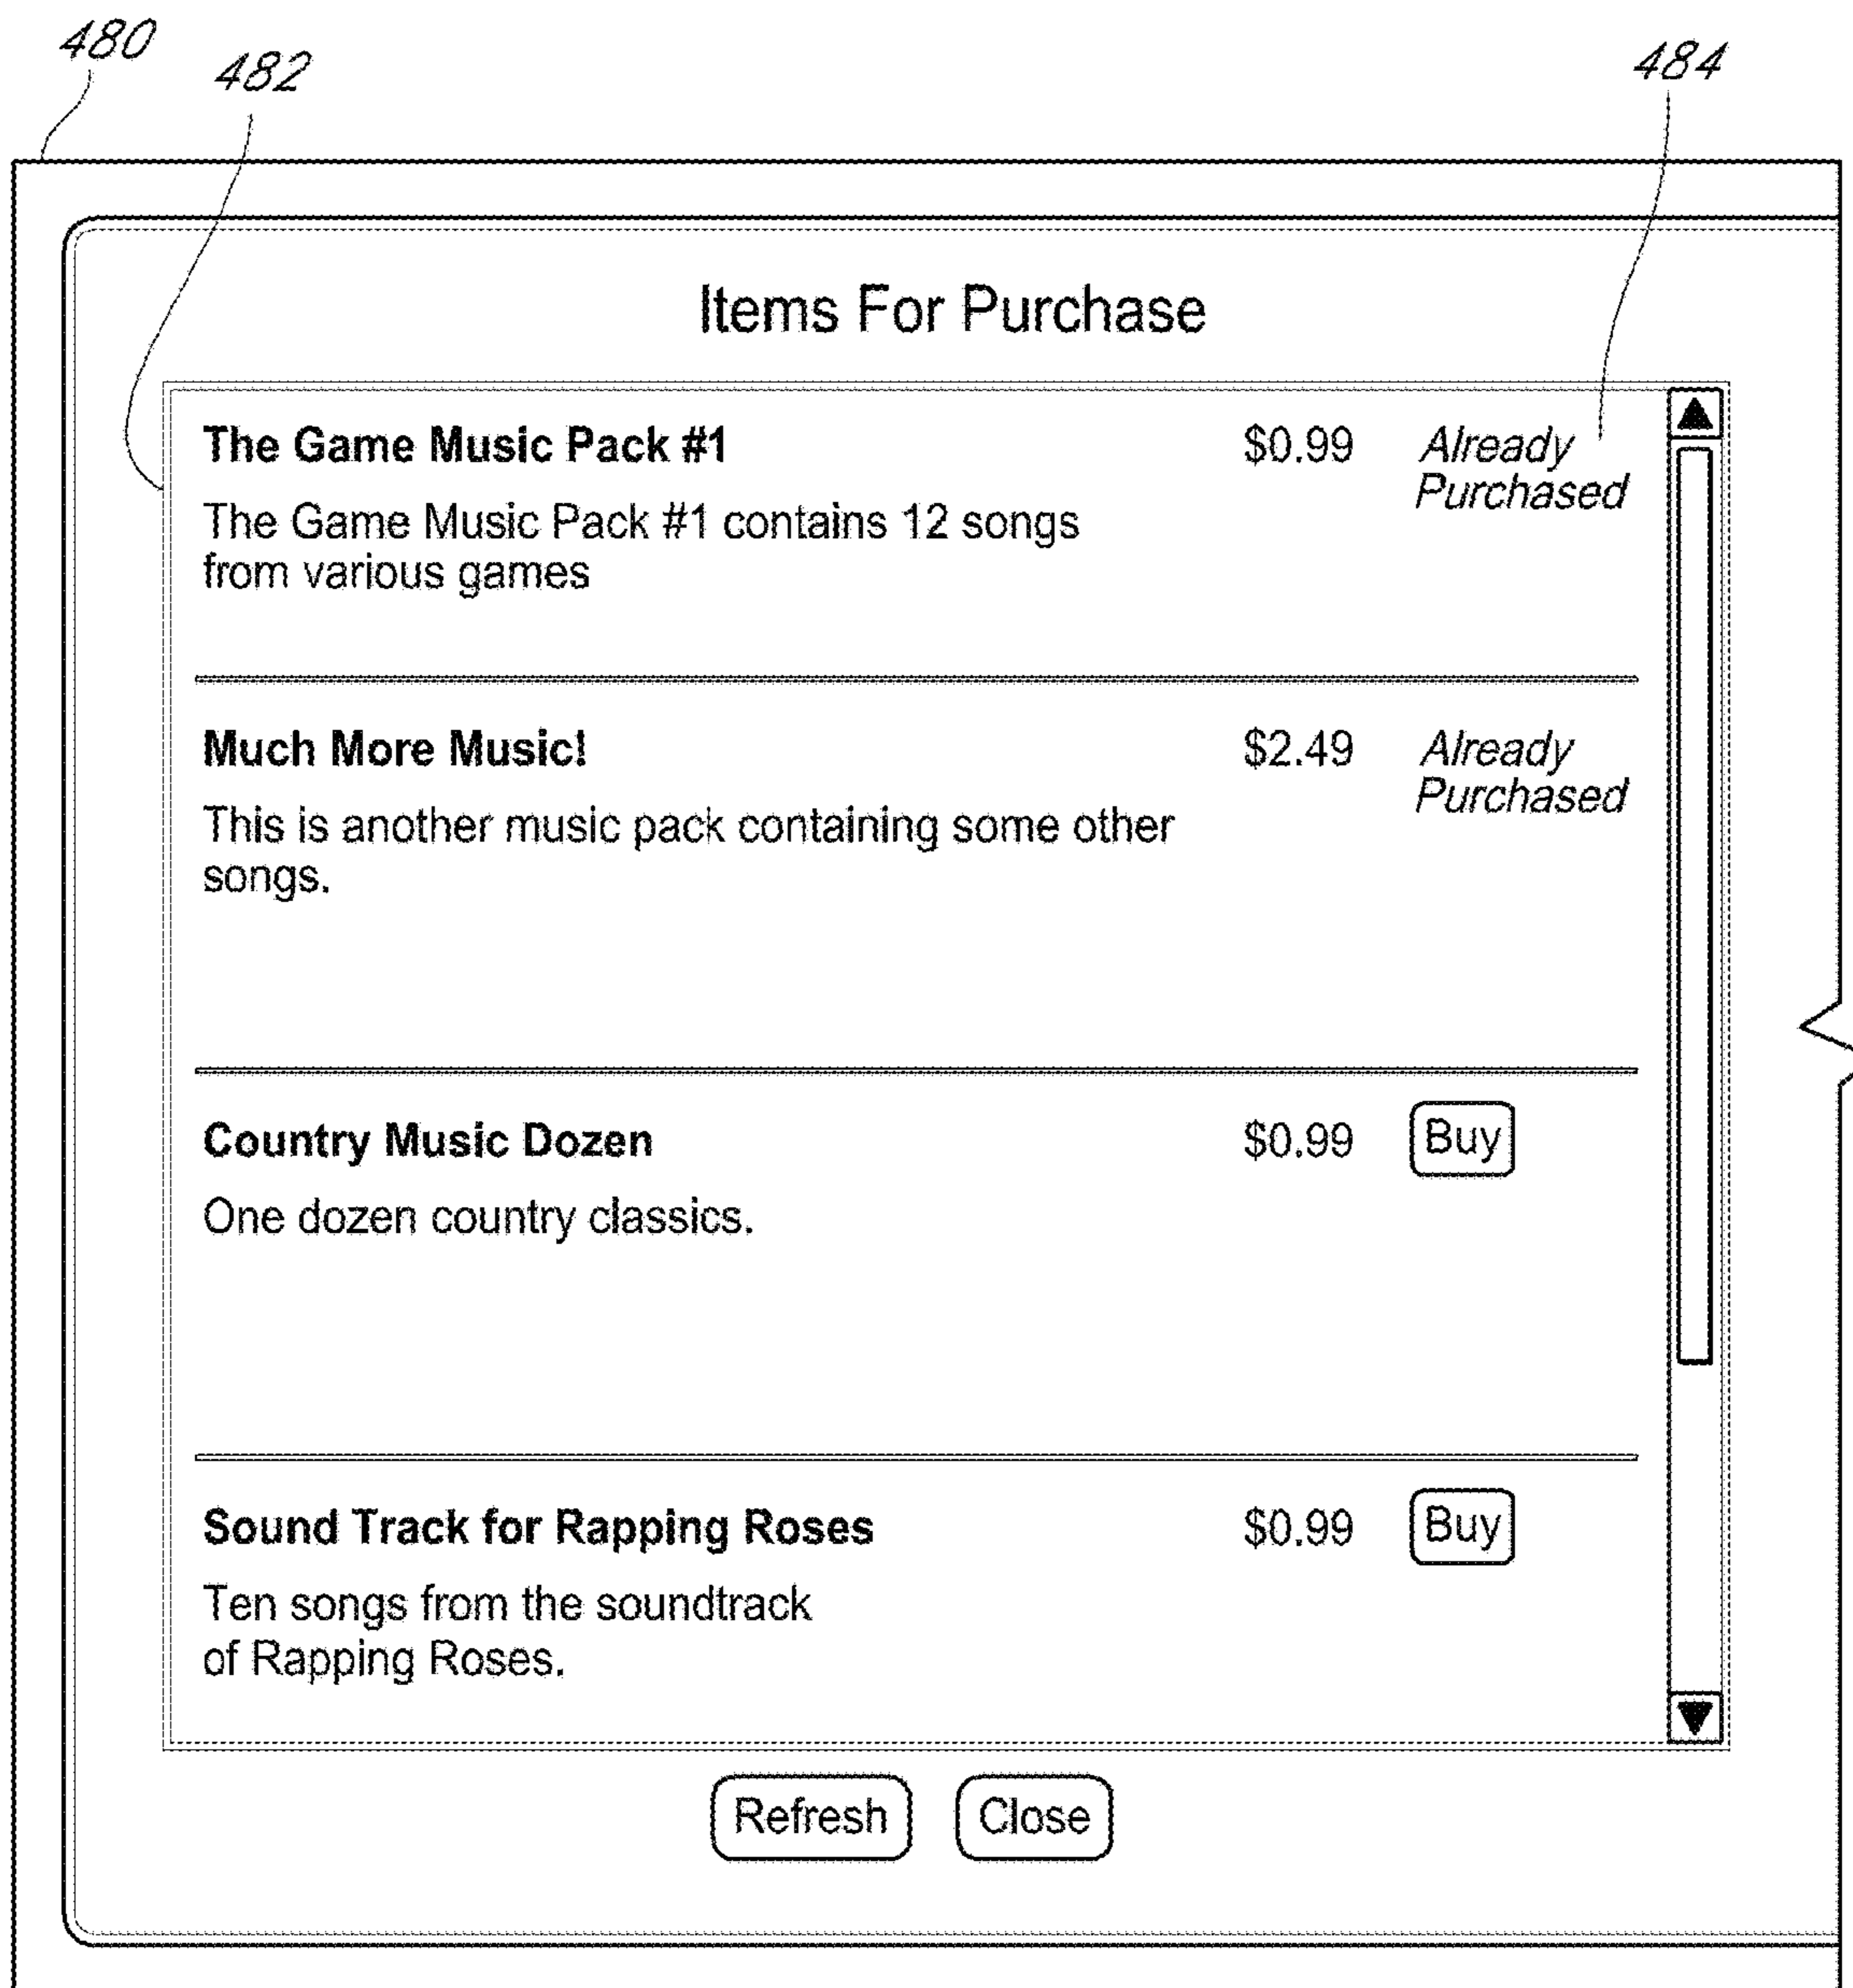 480
482
484
Items For Purchase
The Game Music Pack #1 $0.99 Already
Purchased
The Game Music Pack #1 contains 12 songs
from various games
Much More Music! $2.49 Already
Purchased
This is another music pack containing some other
songs.
Country Music Dozen $0.99 Buy
One dozen country classics.
Sound Track for Rapping Roses $0.99 Buy
Ten songs from the soundtrack
of Rapping Roses.
Refresh Close